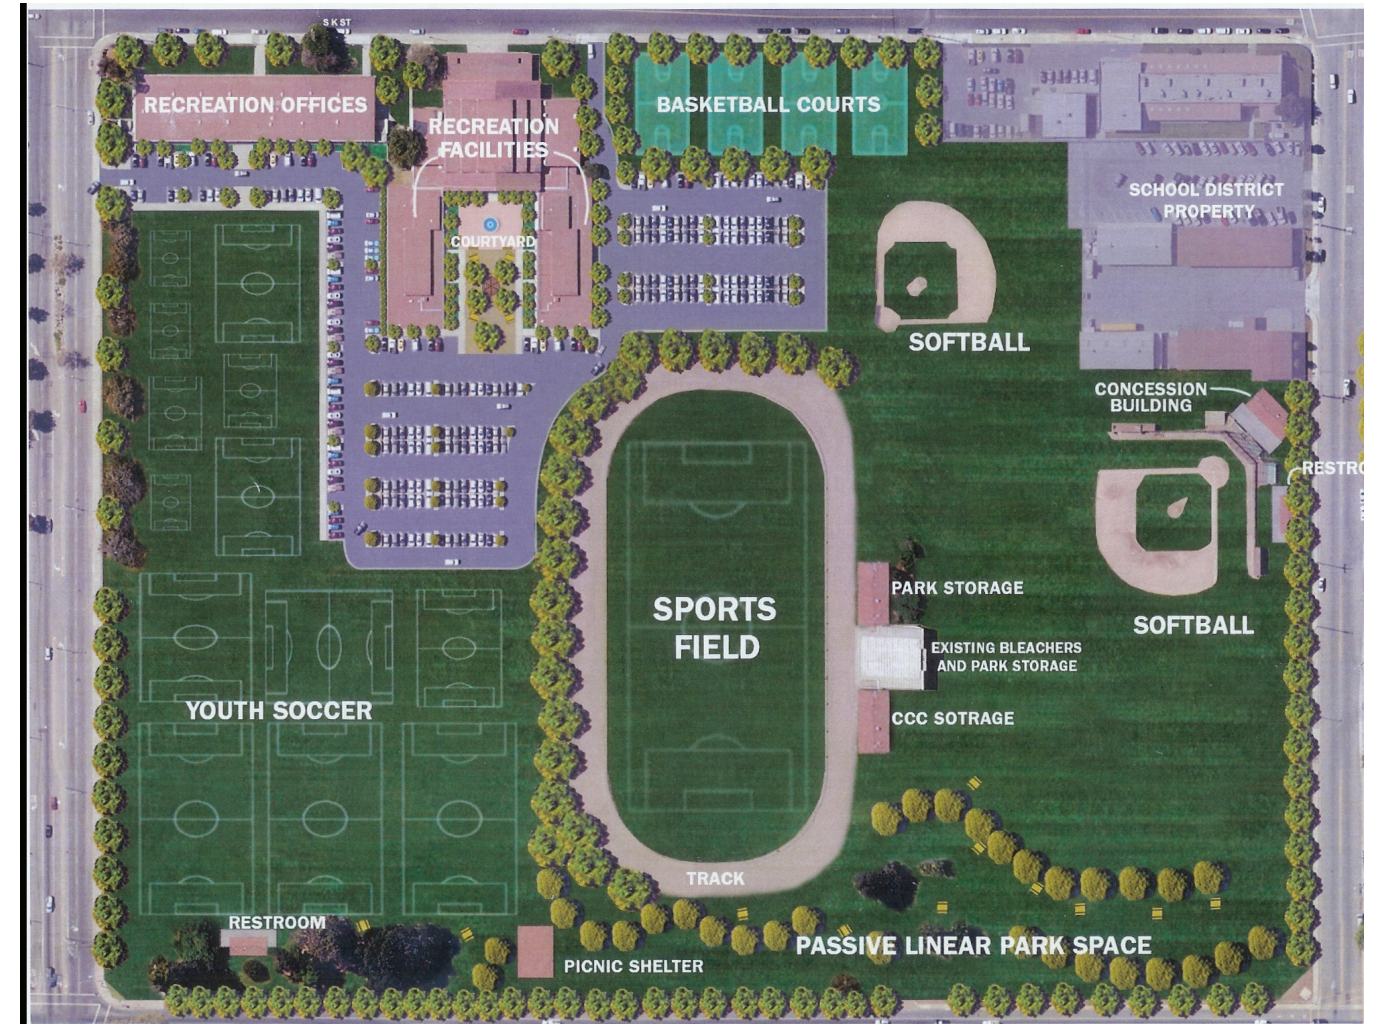 S K ST
RECREATION OFFICES
RECREATION
FACILITIES
BASKETBALL COURTS
SCHOOL DISTRICT
PROPERTY
COURTYARD
SOFTBALL
CONCESSION
BUILDING
RESTRO
SPORTS
FIELD
PARK STORAGE
SOFTBALL
EXISTING BLEACHERS
AND PARK STORAGE
YOUTH SOCCER
CCC SOTRAGE
TRACK
RESTROOM
PASSIVE LINEAR PARK SPACE
PICNIC SHELTER